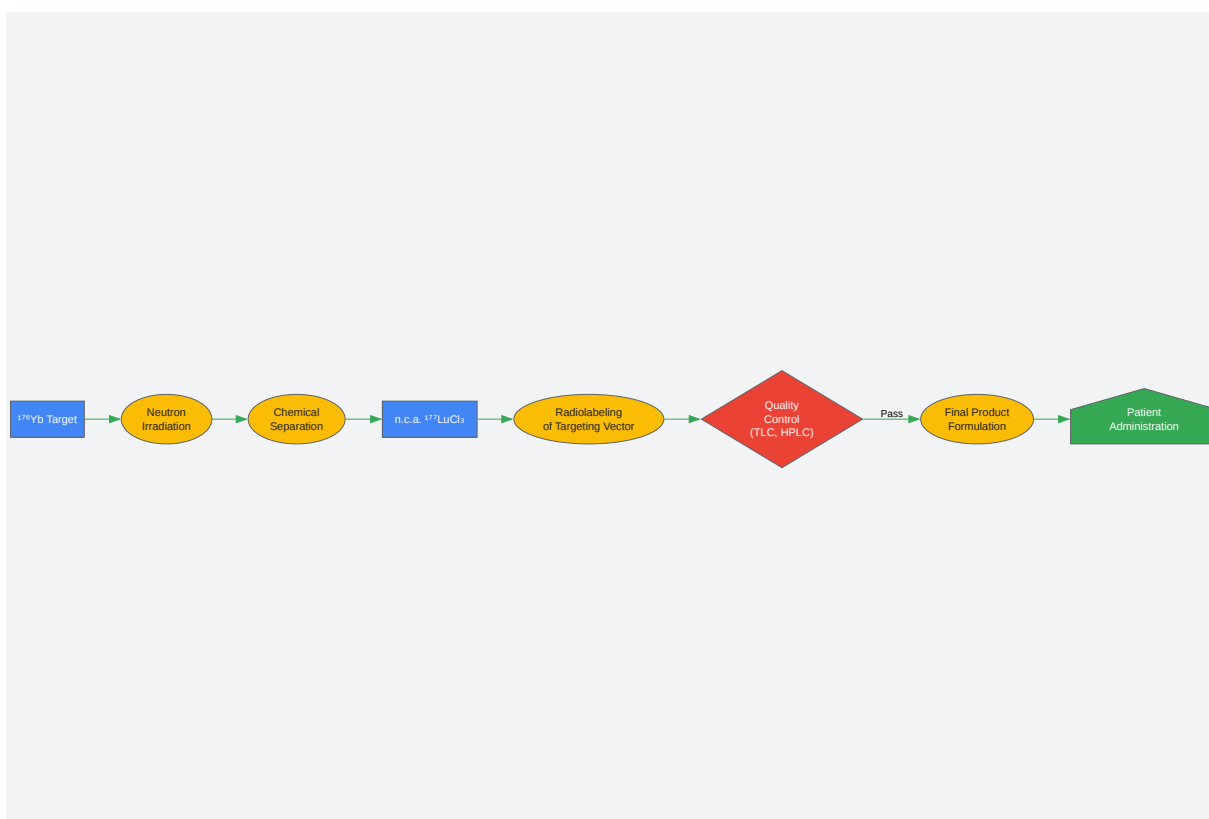 ¹⁷⁶Yb Target
Neutron
Irradiation
Chemical
Separation
n.c.a. ¹⁷⁷LuCl₃
Radiolabeling
of Targeting Vector
Quality
Control
(TLC, HPLC)
Pass
Final Product
Formulation
Patient
Administration